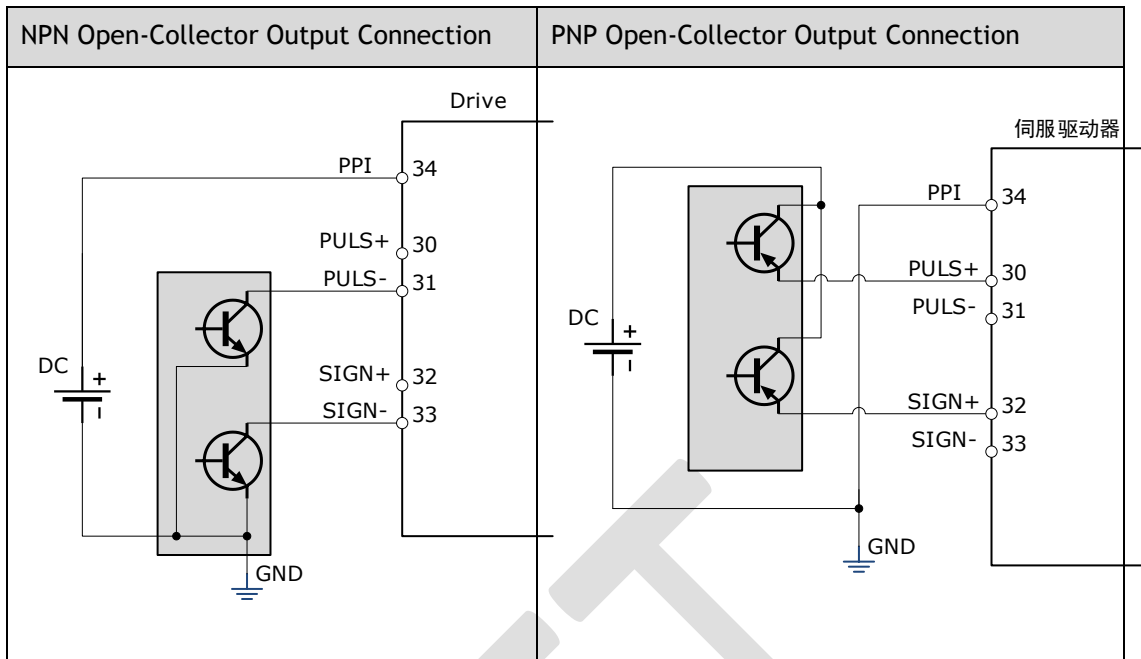 NPN Open-Collector Output Connection
PNP Open-Collector Output Connection
Drive
PPI 34
PULS+ 30
PULS- 31
DC
+
-
SIGN+ 32
SIGN- 33
GND
伺服驱动器
PPI 34
PULS+ 30
PULS- 31
DC
+
-
SIGN+ 32
SIGN- 33
GND